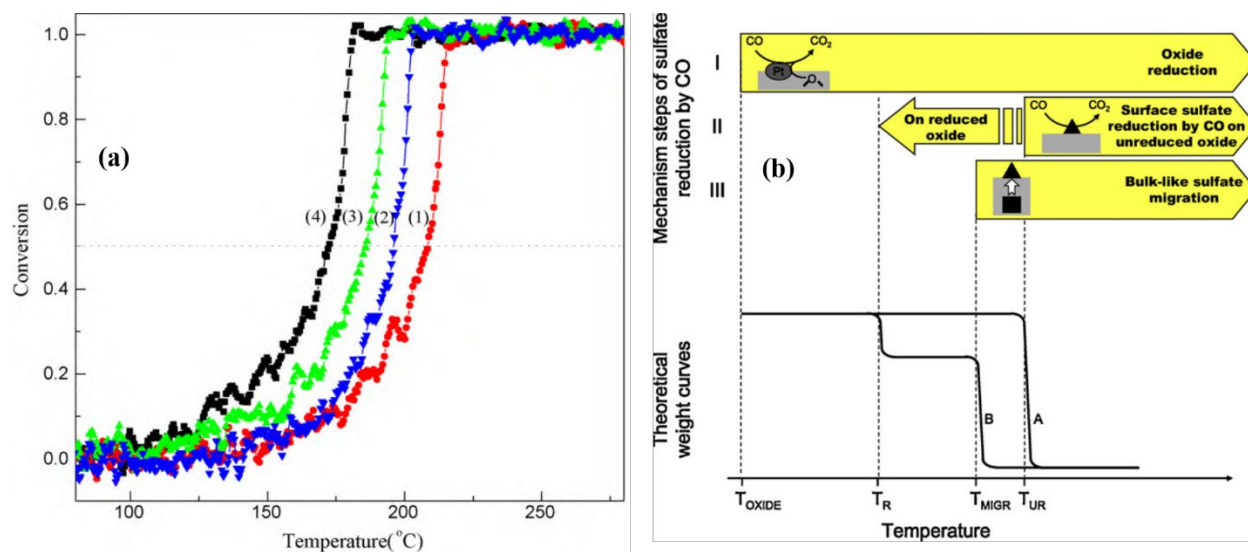 (a)
1.0
0.8
0.6
0.4
0.2
0.0
Conversion
(4) (3) (2) (1)
100 150 200 250
Temperature(°C)
(b)
Mechanism steps of sulfate
reduction by CO
I
CO CO2
Pt
O
Oxide
reduction
II
On reduced
oxide
CO CO2
Surface sulfate
reduction by CO on
unreduced oxide
III
Bulk-like sulfate
migration
Theoretical
weight curves
B A
TOXIDE TR TMIGR TUR
Temperature